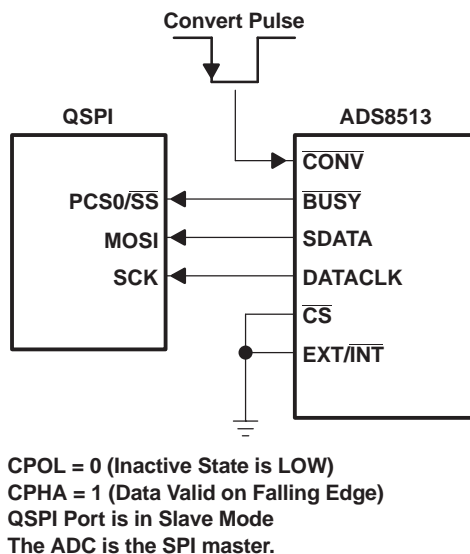 Convert Pulse
QSPI
ADS8513
CONV
PCS0/SS
BUSY
MOSI
SDATA
SCK
DATACLK
CS
EXT/INT
CPOL = 0 (Inactive State is LOW)
CPHA = 1 (Data Valid on Falling Edge)
QSPI Port is in Slave Mode
The ADC is the SPI master.